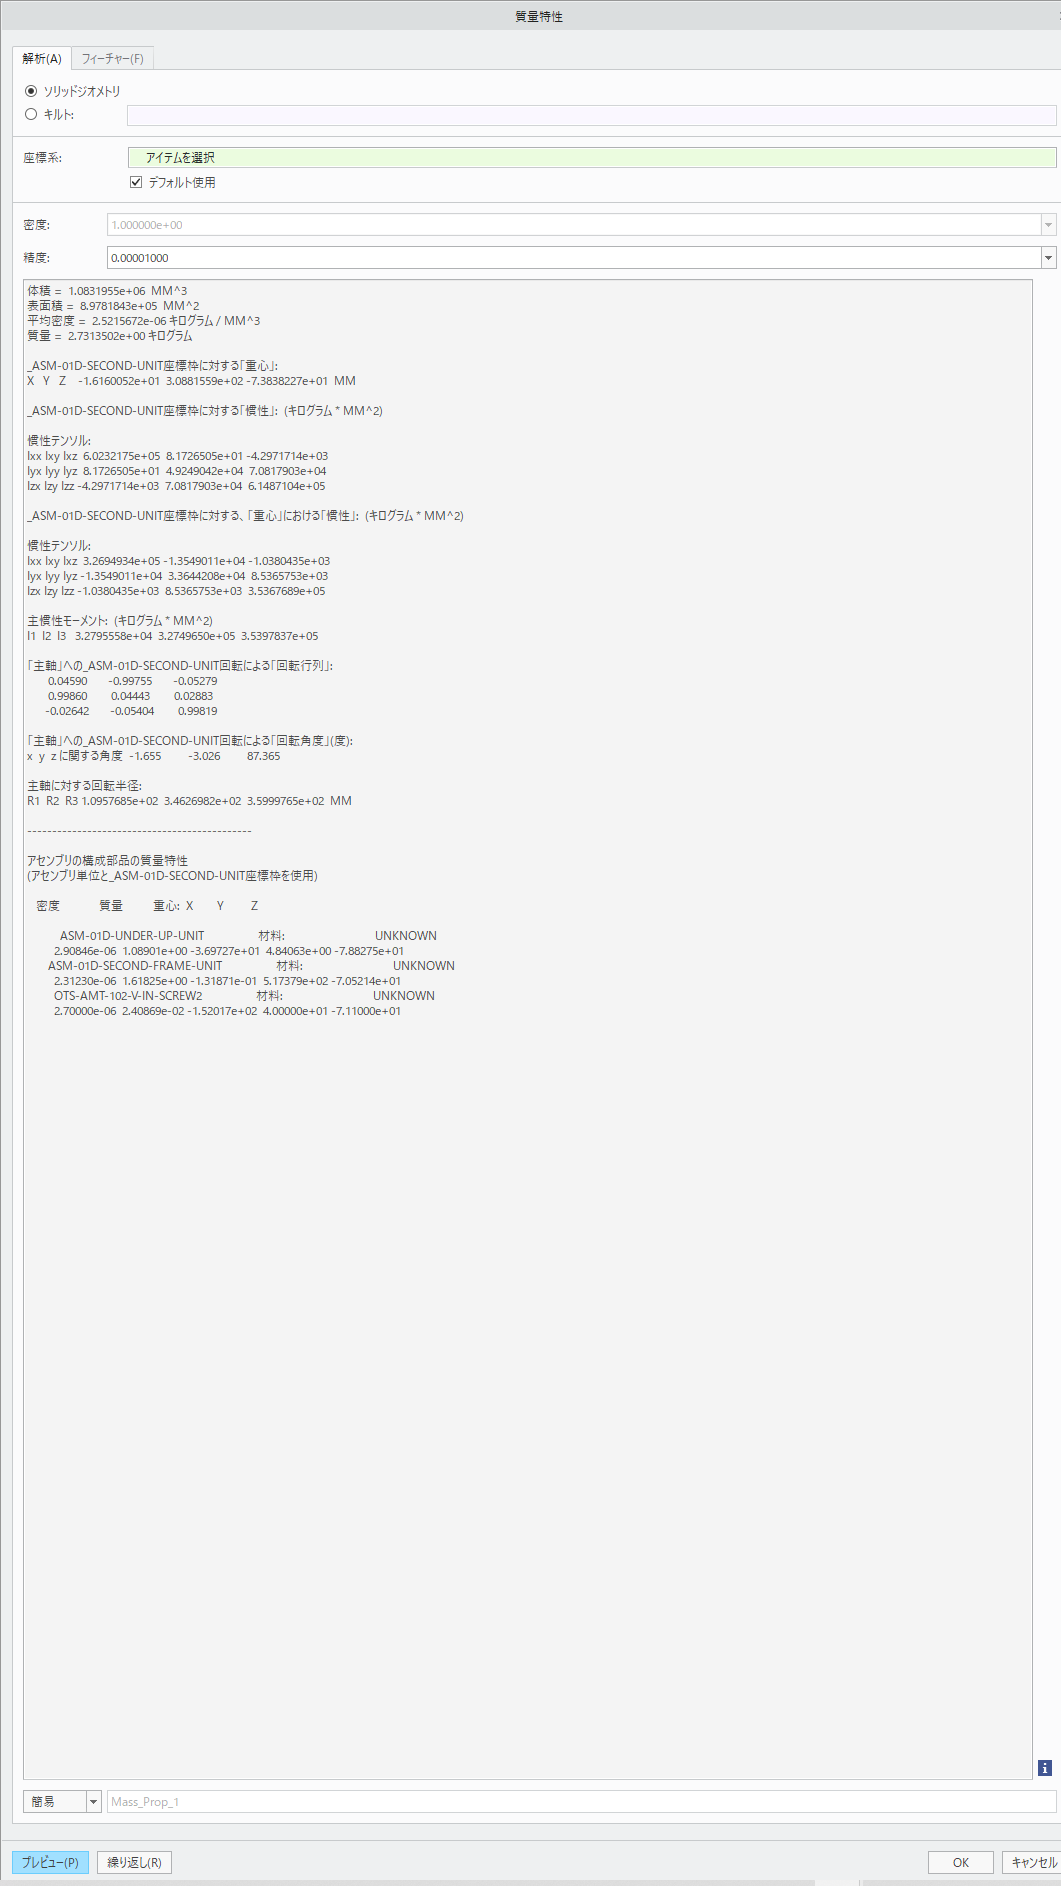 質量特性
解析(A) フィーチャー(F)
ソリッドジオメトリ
キルト:
座標系: アイテムを選択
デフォルト使用
密度: 1.000000e+00
精度: 0.00001000
体積 = 1.0831955e+06 MM^3
表面積 = 8.9781843e+05 MM^2
平均密度 = 2.5215672e-06 キログラム / MM^3
質量 = 2.7313502e+00 キログラム
_ASM-01D-SECOND-UNIT座標枠に対する｢重心｣:
X Y Z -1.6160052e+01 3.0881559e+02 -7.3838227e+01 MM
_ASM-01D-SECOND-UNIT座標枠に対する｢慣性｣: (キログラム * MM^2)
慣性テンソル:
Ixx Ixy Ixz 6.0232175e+05 8.1726505e+01 -4.2971714e+03
Iyx Iyy Iyz 8.1726505e+01 4.9249042e+04 7.0817903e+04
Izx Izy Izz -4.2971714e+03 7.0817903e+04 6.1487104e+05
_ASM-01D-SECOND-UNIT座標枠に対する、｢重心｣における｢慣性｣: (キログラム * MM^2)
慣性テンソル:
Ixx Ixy Ixz 3.2694934e+05 -1.3549011e+04 -1.0380435e+03
Iyx Iyy Iyz -1.3549011e+04 3.3644208e+04 8.5365753e+03
Izx Izy Izz -1.0380435e+03 8.5365753e+03 3.5367689e+05
主慣性モーメント: (キログラム * MM^2)
I1 I2 I3 3.2795558e+04 3.2749650e+05 3.5397837e+05
｢主軸｣への_ASM-01D-SECOND-UNIT回転による｢回転行列｣:
0.04590 -0.99755 -0.05279
0.99860 0.04443 0.02883
-0.02642 -0.05404 0.99819
｢主軸｣への_ASM-01D-SECOND-UNIT回転による｢回転角度｣(度):
x y z に関する角度 -1.655 -3.026 87.365
主軸に対する回転半径:
R1 R2 R3 1.0957685e+02 3.4626982e+02 3.5999765e+02 MM
---------------------------------------------
アセンブリの構成部品の質量特性
(アセンブリ単位と_ASM-01D-SECOND-UNIT座標枠を使用)
密度 質量 重心: X Y Z
ASM-01D-UNDER-UP-UNIT 材料: UNKNOWN
2.90846e-06 1.08901e+00 -3.69727e+01 4.84063e+00 -7.88275e+01
ASM-01D-SECOND-FRAME-UNIT 材料: UNKNOWN
2.31230e-06 1.61825e+00 -1.31871e-01 5.17379e+02 -7.05214e+01
OTS-AMT-102-V-IN-SCREW2 材料: UNKNOWN
2.70000e-06 2.40869e-02 -1.52017e+02 4.00000e+01 -7.11000e+01
簡易 Mass_Prop_1
プレビュー(P) 繰り返し(R) OK キャンセル